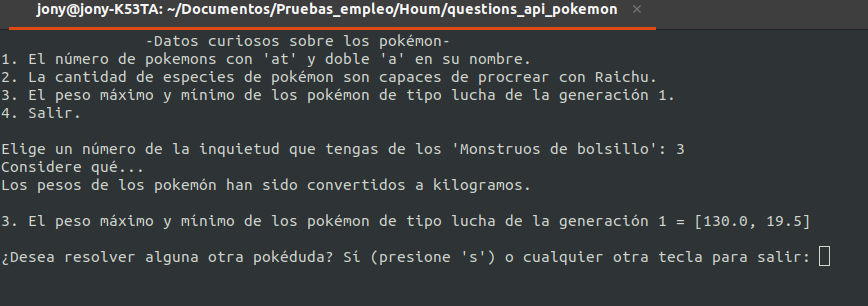 jony@jony-K53TA: ~/Documentos/Pruebas_empleo/Houm/questions_api_pokemon ×
-Datos curiosos sobre los pokémon-
1. El número de pokemons con 'at' y doble 'a' en su nombre.
2. La cantidad de especies de pokémon son capaces de procrear con Raichu.
3. El peso máximo y mínimo de los pokémon de tipo lucha de la generación 1.
4. Salir.
Elige un número de la inquietud que tengas de los 'Monstruos de bolsillo': 3
Considere qué...
Los pesos de los pokemón han sido convertidos a kilogramos.
3. El peso máximo y mínimo de los pokémon de tipo lucha de la generación 1 = [130.0, 19.5]
¿Desea resolver alguna otra pokéduda? Sí (presione 's') o cualquier otra tecla para salir: